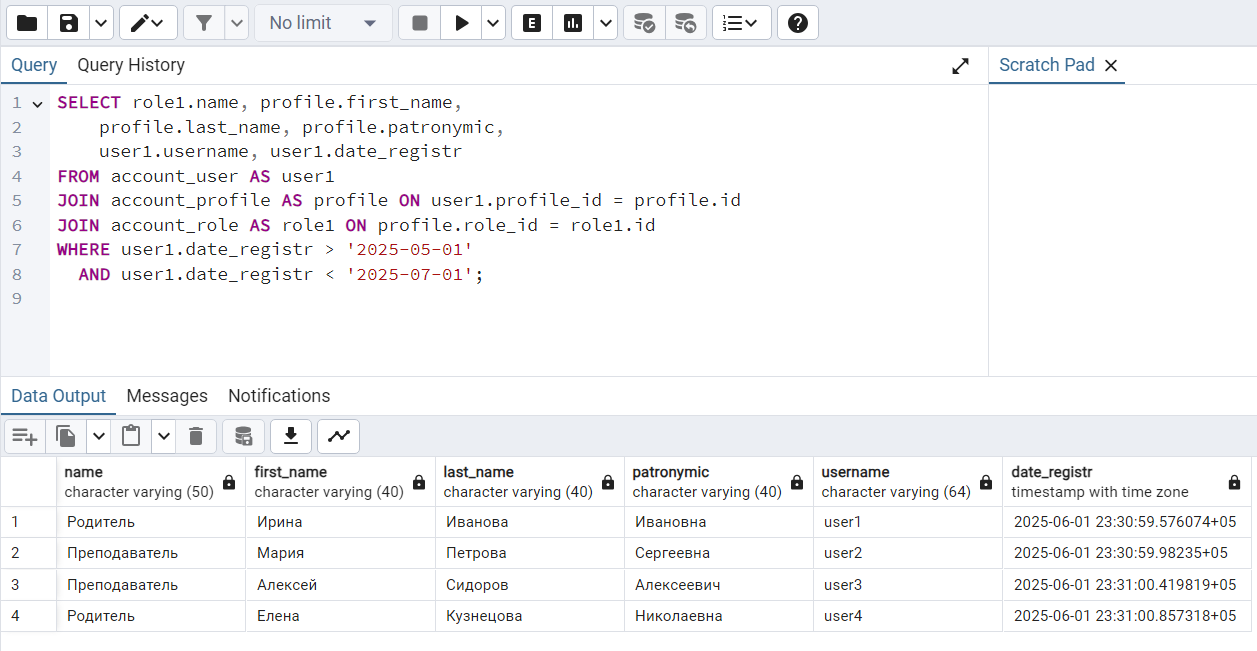 No limit
E
Query Query History
Scratch Pad
1 SELECT role1.name, profile.first_name,
2 profile.last_name, profile.patronymic,
3 user1.username, user1.date_registr
4 FROM account_user AS user1
5 JOIN account_profile AS profile ON user1.profile_id = profile.id
6 JOIN account_role AS role1 ON profile.role_id = role1.id
7 WHERE user1.date_registr > '2025-05-01'
8 AND user1.date_registr < '2025-07-01';
9
Data Output Messages Notifications
name first_name last_name patronymic username date_registr
character varying (50) character varying (40) character varying (40) character varying (40) character varying (64) timestamp with time zone
1 Родитель Ирина Иванова Ивановна user1 2025-06-01 23:30:59.576074+05
2 Преподаватель Мария Петрова Сергеевна user2 2025-06-01 23:30:59.98235+05
3 Преподаватель Алексей Сидоров Алексеевич user3 2025-06-01 23:31:00.419819+05
4 Родитель Елена Кузнецова Николаевна user4 2025-06-01 23:31:00.857318+05